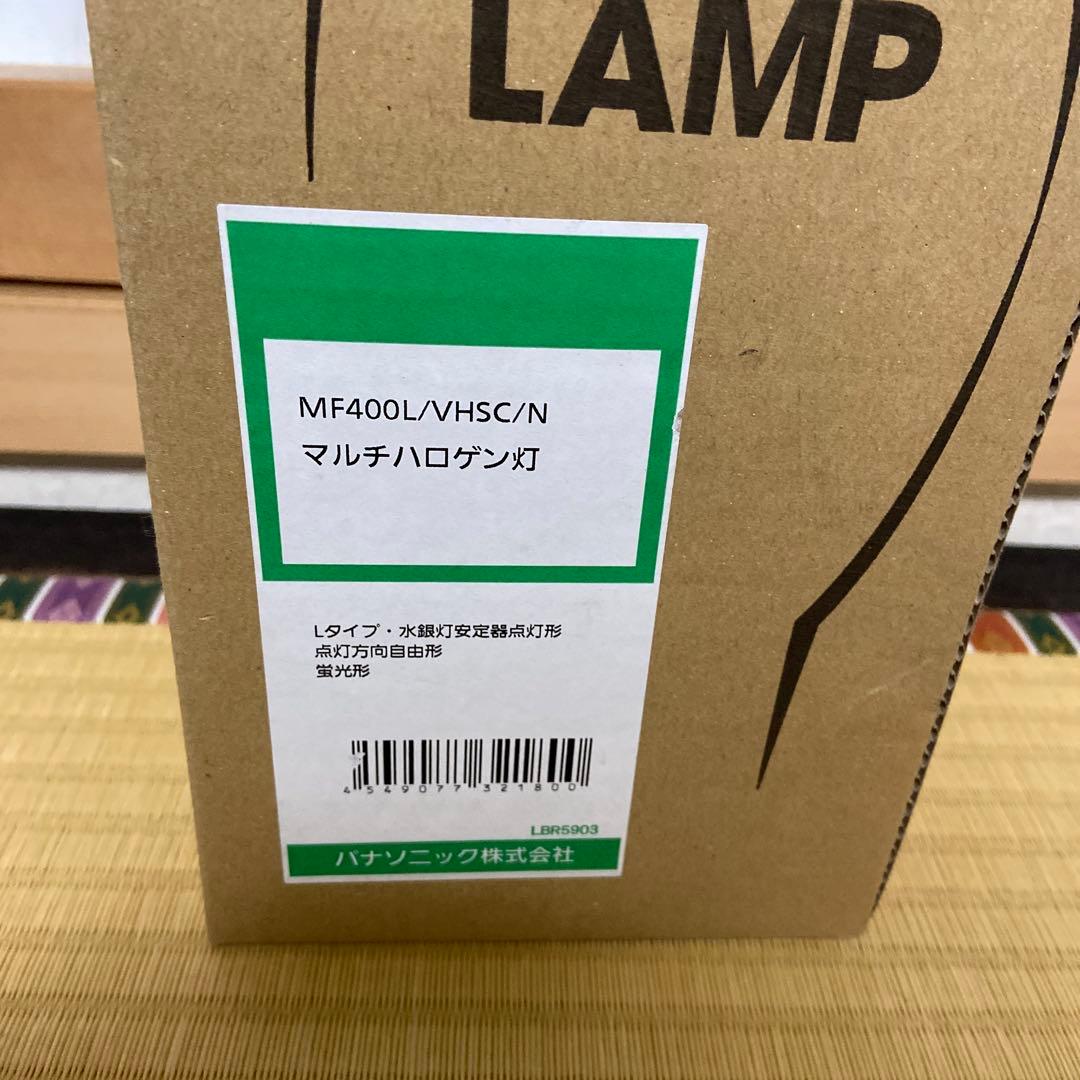 LAMP
MF400L/VHSC/N
マルチハロゲン灯
Lタイプ・水銀灯安定器点灯形
点灯方向自由形
蛍光形
4549077321800
LBR5903
パナソニック株式会社